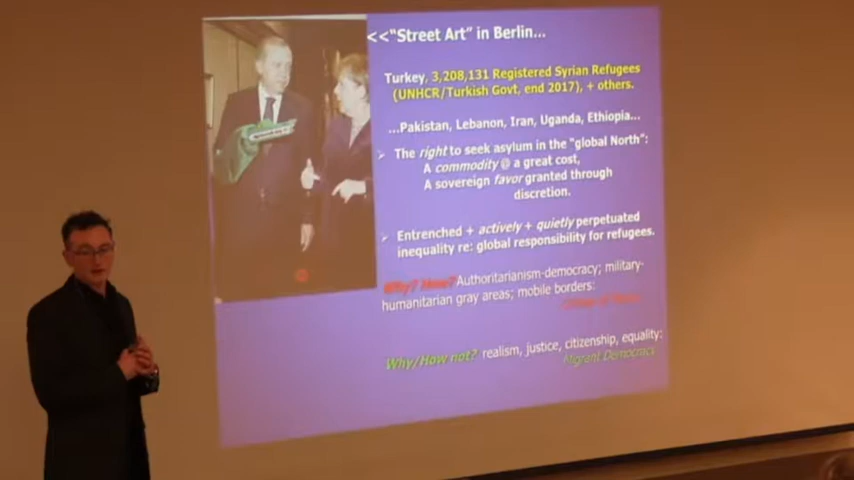 <<"Street Art" in Berlin...
Turkey, 3,208,131 Registered Syrian Refugees
(UNHCR/Turkish Govt, end 2017), + others.
...Pakistan, Lebanon, Iran, Uganda, Ethiopia...
➢ The right to seek asylum in the "global North":
A commodity @ a great cost,
A sovereign favor granted through
discretion.
➢ Entrenched + actively + quietly perpetuated
inequality re: global responsibility for refugees.
Why? How? Authoritarianism-democracy; military-
humanitarian gray areas; mobile borders:
Why/How not? realism, justice, citizenship, equality:
Migrant Democracy